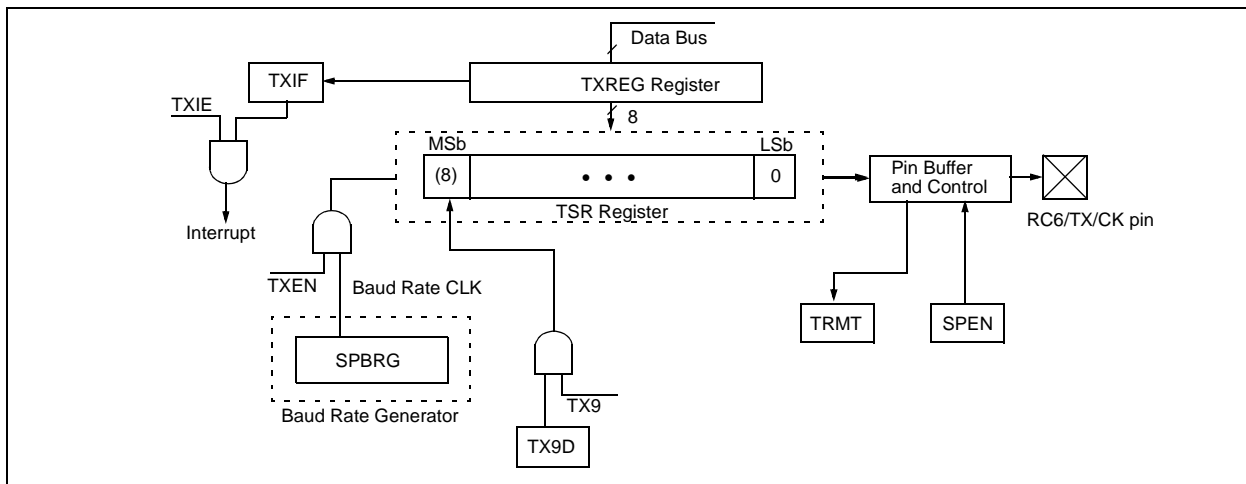 Data Bus
TXIF
TXREG Register
TXIE
8
MSb
LSb
(8)
• • •
0
Pin Buffer
and Control
TSR Register
Interrupt
RC6/TX/CK pin
TXEN
Baud Rate CLK
TRMT
SPEN
SPBRG
TX9
Baud Rate Generator
TX9D